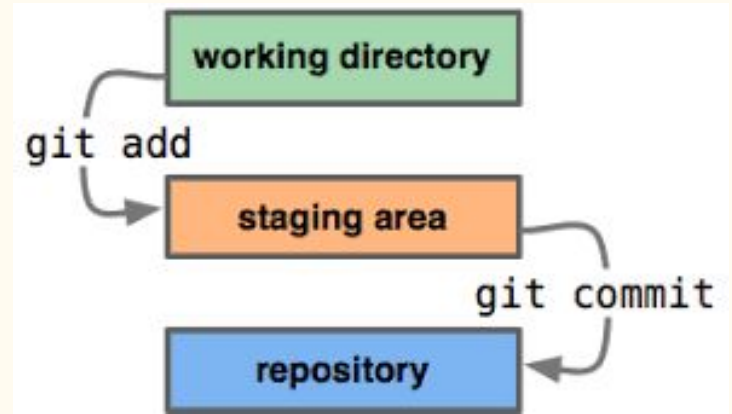 working directory
git add
staging area
git commit
repository